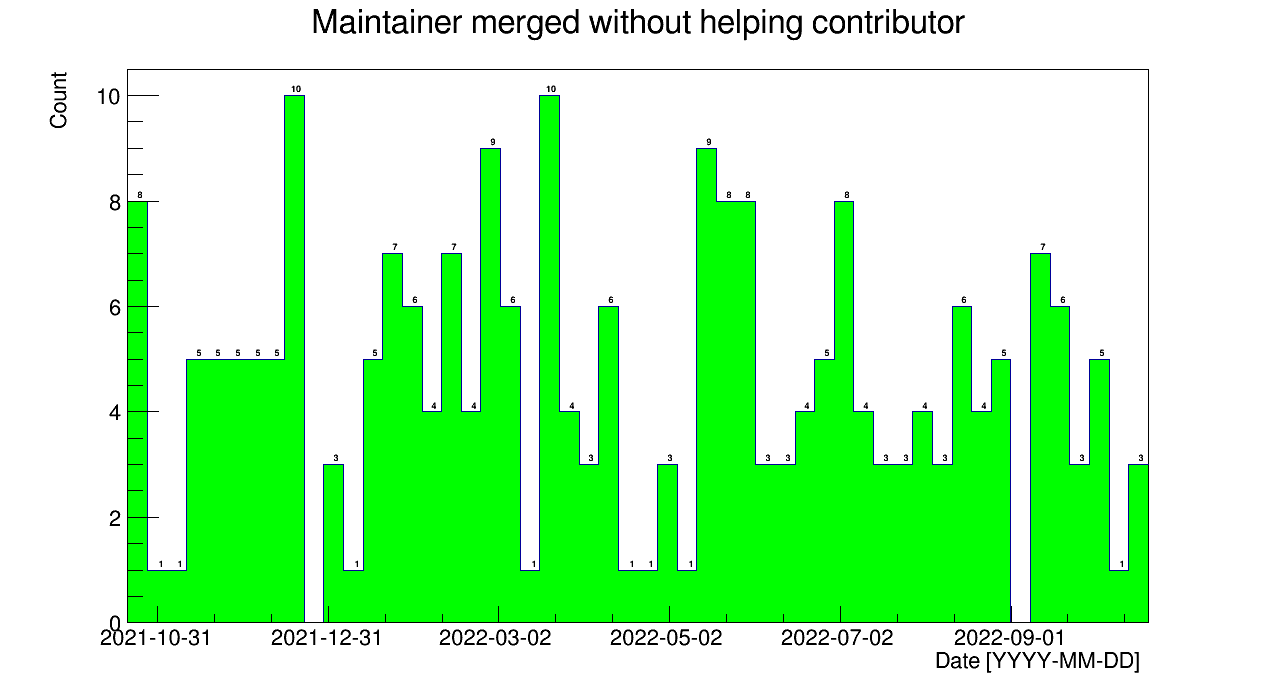 Maintainer merged without helping contributor
Count
10
8
6
4
2
0
8 1 1 5 5 5 5 5 10 3 1 5 7 6 4 7 4 9 6 1 10 4 3 6 1 1 3 1 9 8 8 3 3 4 5 8 4 3 3 4 3 6 4 5 7 6 3 5 1 3
2021-10-31 2021-12-31 2022-03-02 2022-05-02 2022-07-02 2022-09-01
Date [YYYY-MM-DD]